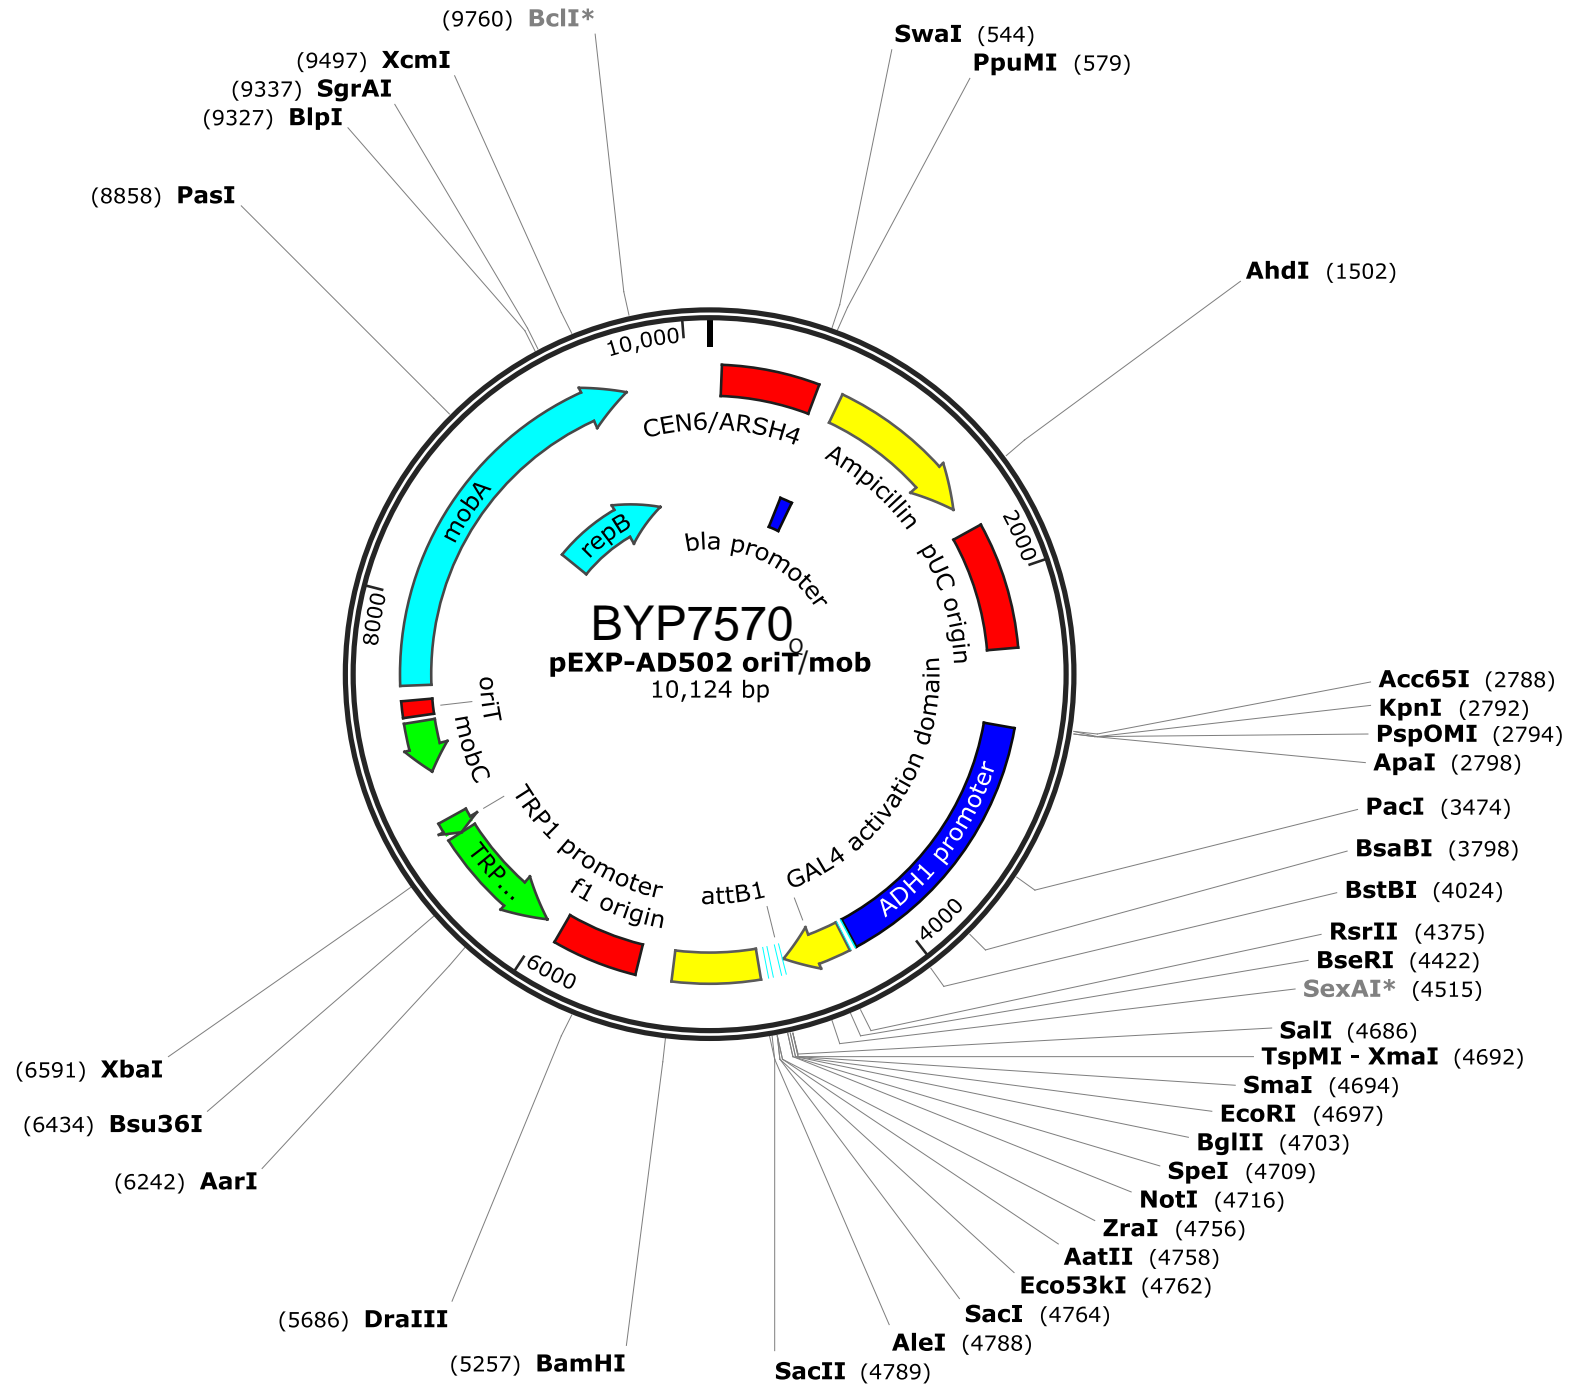 (9760) BclI*
SwaI (544)
(9497) XcmI
PpuMI (579)
(9337) SgrAI
(9327) BlpI
(8858) PasI
AhdI (1502)
10,000
CEN6/ARSH4
Ampicillin
mobA
2000
repB
bla promoter
pUC origin
8000
BYP7570
pEXP-AD502 oriT/mob
10,124 bp
oriT
mobC
GAL4 activation domain
Acc65I (2788)
KpnI (2792)
PspOMI (2794)
ApaI (2798)
ADH1 promoter
PacI (3474)
TRP1 promoter
TRP...
BsaBI (3798)
f1 origin
attB1
BstBI (4024)
4000
RsrII (4375)
6000
BseRI (4422)
SexAI* (4515)
SalI (4686)
TspMI - XmaI (4692)
(6591) XbaI
SmaI (4694)
EcoRI (4697)
(6434) Bsu36I
BglII (4703)
SpeI (4709)
(6242) AarI
NotI (4716)
ZraI (4756)
AatII (4758)
Eco53kI (4762)
SacI (4764)
(5686) DraIII
AleI (4788)
(5257) BamHI
SacII (4789)